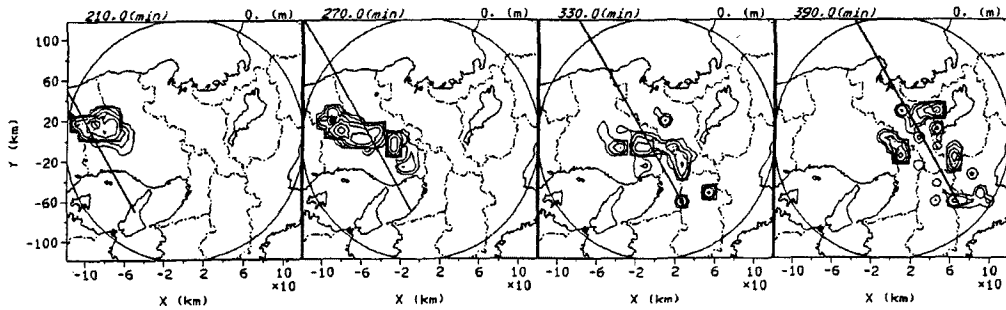 210.0(min) 0. (m) 270.0(min) 0. (m) 330.0(min) 0. (m) 390.0(min) 0. (m)
100
60
20
-20
-60
-100
Y (km)
-10 -6 -2 2 6 10 -10 -6 -2 2 6 10 -10 -6 -2 2 6 10 -10 -6 -2 2 6 10
×10 ×10 ×10 ×10
X (km) X (km) X (km) X (km)